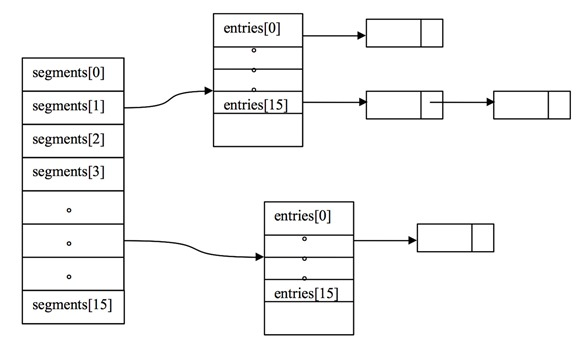 segments[0]
segments[1]
segments[2]
segments[3]
segments[15]
entries[0]
entries[15]
entries[0]
entries[15]